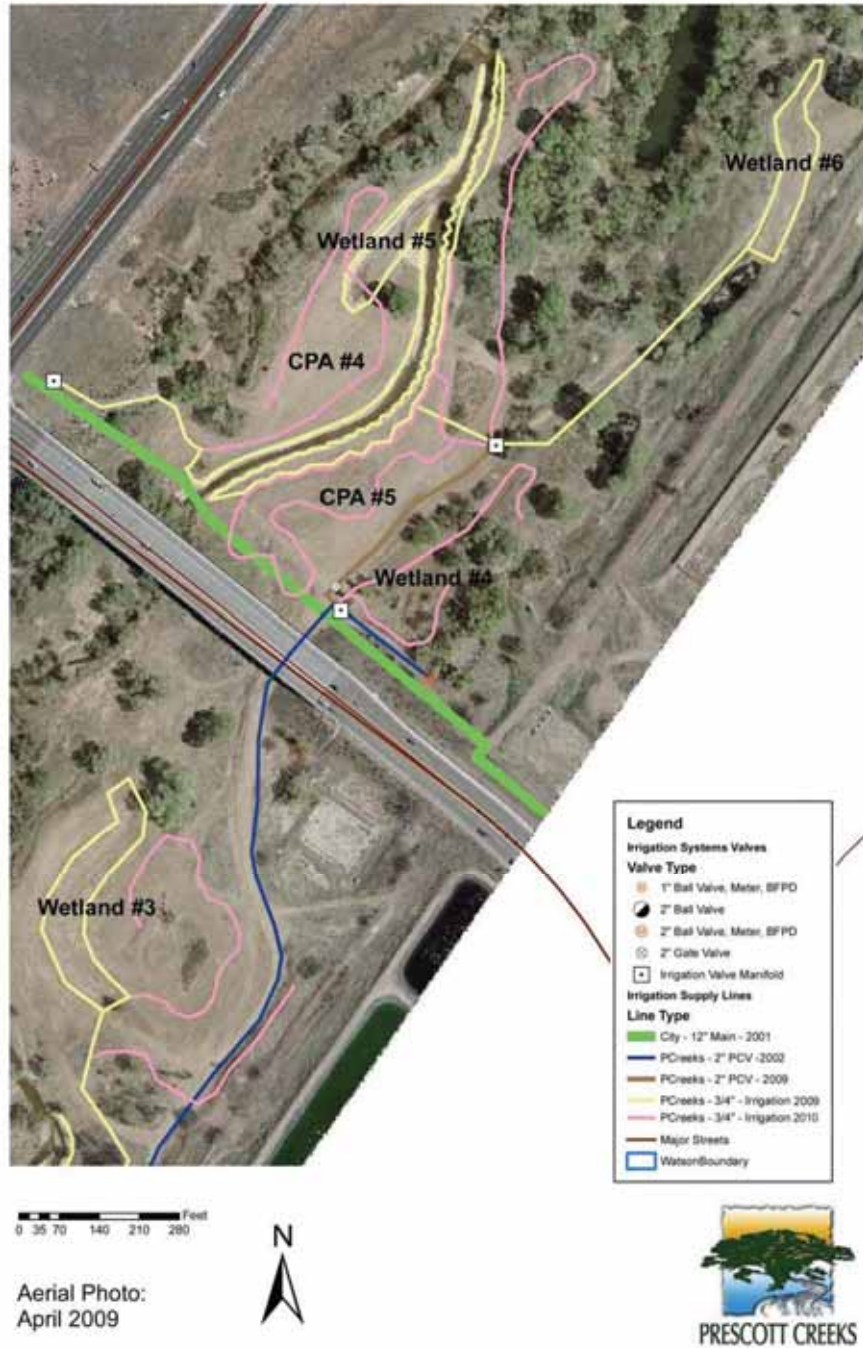 Wetland #6
Wetland #5
CPA #4
CPA #5
Wetland #4
Wetland #3
Legend
Irrigation Systems Valves
Valve Type
1" Ball Valve, Meter, BFPD
2" Ball Valve
2" Ball Valve, Meter, BFPD
2" Gate Valve
Irrigation Valve Manifold
Irrigation Supply Lines
Line Type
City - 12" Main - 2001
PCreeks - 2" PCV -2002
PCreeks - 2" PCV - 2009
PCreeks - 3/4" - Irrigation 2009
PCreeks - 3/4" - Irrigation 2010
Major Streets
WatsonBoundary
Feet
0 35 70 140 210 280
N
Aerial Photo:
April 2009
PRESCOTT CREEKS